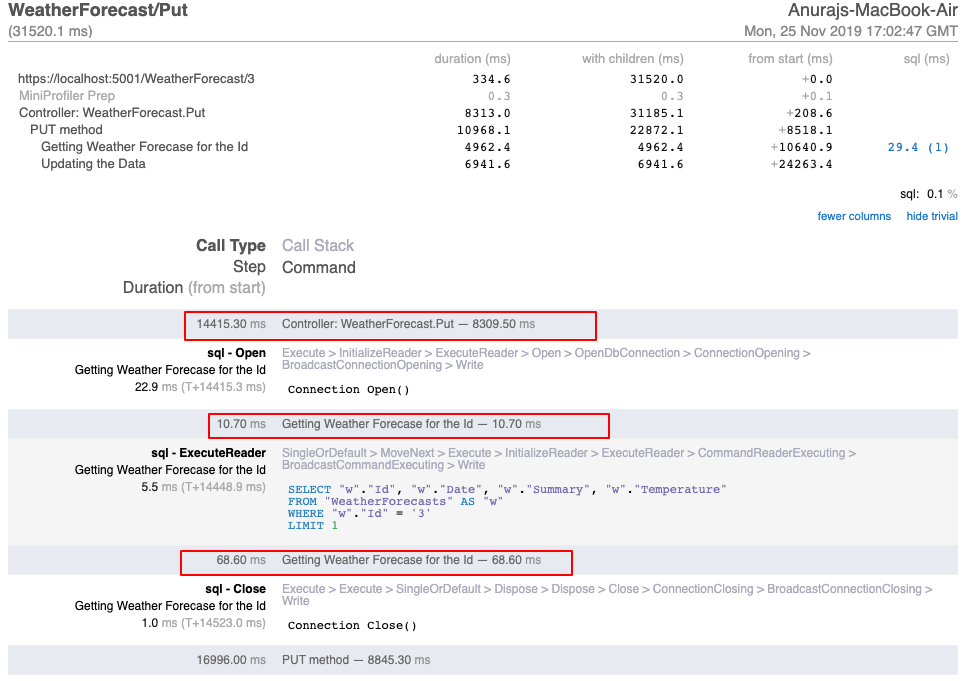 WeatherForecast/Put Anurajs-MacBook-Air
(31520.1 ms) Mon, 25 Nov 2019 17:02:47 GMT
duration (ms) with children (ms) from start (ms) sql (ms)
https://localhost:5001/WeatherForecast/3 334.6 31520.0 +0.0
MiniProfiler Prep 0.3 0.3 +0.1
Controller: WeatherForecast.Put 8313.0 31185.1 +208.6
PUT method 10968.1 22872.1 +8518.1
Getting Weather Forecase for the Id 4962.4 4962.4 +10640.9 29.4 (1)
Updating the Data 6941.6 6941.6 +24263.4
sql: 0.1 %
fewer columns hide trivial
Call Type Call Stack
Step Command
Duration (from start)
14415.30 ms Controller: WeatherForecast.Put — 8309.50 ms
sql - Open Execute > InitializeReader > ExecuteReader > Open > OpenDbConnection > ConnectionOpening >
Getting Weather Forecase for the Id BroadcastConnectionOpening > Write
22.9 ms (T+14415.3 ms) Connection Open()
10.70 ms Getting Weather Forecase for the Id — 10.70 ms
sql - ExecuteReader SingleOrDefault > MoveNext > Execute > InitializeReader > ExecuteReader > CommandReaderExecuting >
Getting Weather Forecase for the Id BroadcastCommandExecuting > Write
5.5 ms (T+14448.9 ms) SELECT "w"."Id", "w"."Date", "w"."Summary", "w"."Temperature"
FROM "WeatherForecasts" AS "w"
WHERE "w"."Id" = '3'
LIMIT 1
68.60 ms Getting Weather Forecase for the Id — 68.60 ms
sql - Close Execute > Execute > SingleOrDefault > Dispose > Dispose > Close > ConnectionClosing > BroadcastConnectionClosing >
Getting Weather Forecase for the Id Write
1.0 ms (T+14523.0 ms) Connection Close()
16996.00 ms PUT method — 8845.30 ms